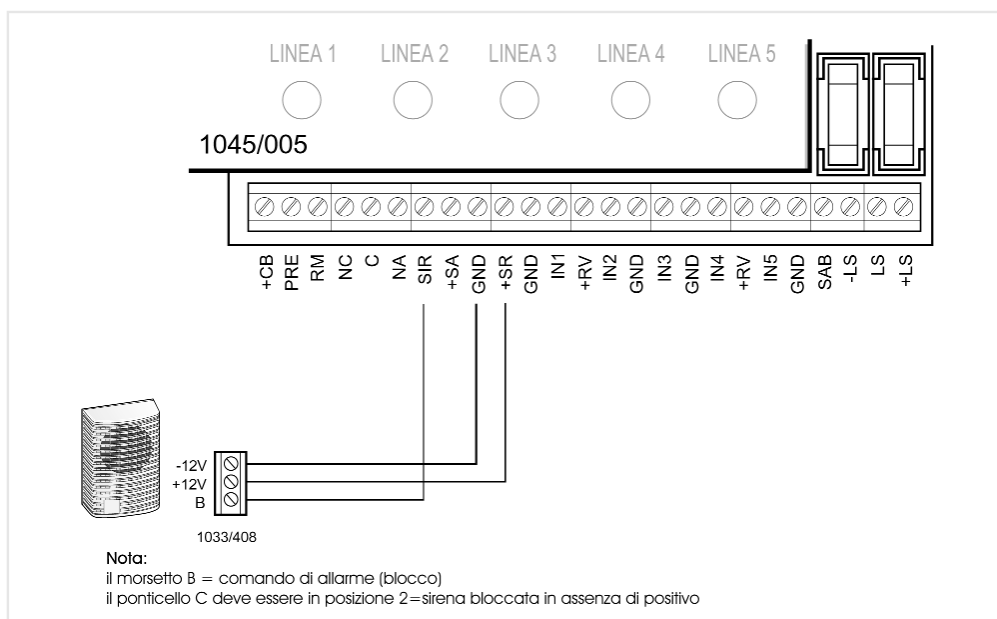 LINEA 1 LINEA 2 LINEA 3 LINEA 4 LINEA 5
1045/005
+CB PRE RM NC C NA SIR +SA GND +SR GND IN1 +RV IN2 GND IN3 GND IN4 +RV IN5 GND SAB -LS LS +LS
-12V
+12V
B
1033/408
Nota:
il morsetto B = comando di allarme (blocco)
il ponticello C deve essere in posizione 2=sirena bloccata in assenza di positivo